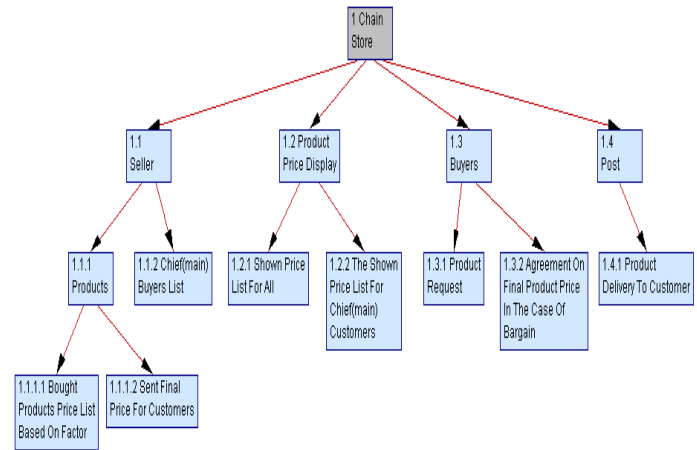 1 Chain
Store
1.1
Seller
1.2 Product
Price Display
1.3
Buyers
1.4
Post
1.1.1
Products
1.1.2 Chief(main)
Buyers List
1.2.1 Shown Price
List For All
1.2.2 The Shown
Price List For
Chief(main)
Customers
1.3.1 Product
Request
1.3.2 Agreement On
Final Product Price
In The Case Of
Bargain
1.4.1 Product
Delivery To Customer
1.1.1.1 Bought
Products Price List
Based On Factor
1.1.1.2 Sent Final
Price For Customers